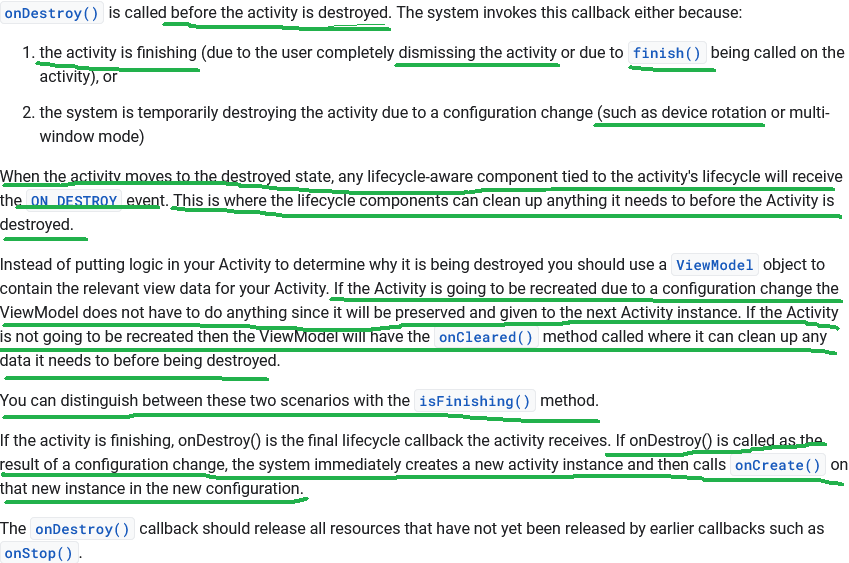 onDestroy() is called before the activity is destroyed. The system invokes this callback either because:
1. the activity is finishing (due to the user completely dismissing the activity or due to finish() being called on the
activity), or
2. the system is temporarily destroying the activity due to a configuration change (such as device rotation or multi-
window mode)
When the activity moves to the destroyed state, any lifecycle-aware component tied to the activity's lifecycle will receive
the ON_DESTROY event. This is where the lifecycle components can clean up anything it needs to before the Activity is
destroyed.
Instead of putting logic in your Activity to determine why it is being destroyed you should use a ViewModel object to
contain the relevant view data for your Activity. If the Activity is going to be recreated due to a configuration change the
ViewModel does not have to do anything since it will be preserved and given to the next Activity instance. If the Activity
is not going to be recreated then the ViewModel will have the onCleared() method called where it can clean up any
data it needs to before being destroyed.
You can distinguish between these two scenarios with the isFinishing() method.
If the activity is finishing, onDestroy() is the final lifecycle callback the activity receives. If onDestroy() is called as the
result of a configuration change, the system immediately creates a new activity instance and then calls onCreate() on
that new instance in the new configuration.
The onDestroy() callback should release all resources that have not yet been released by earlier callbacks such as
onStop().